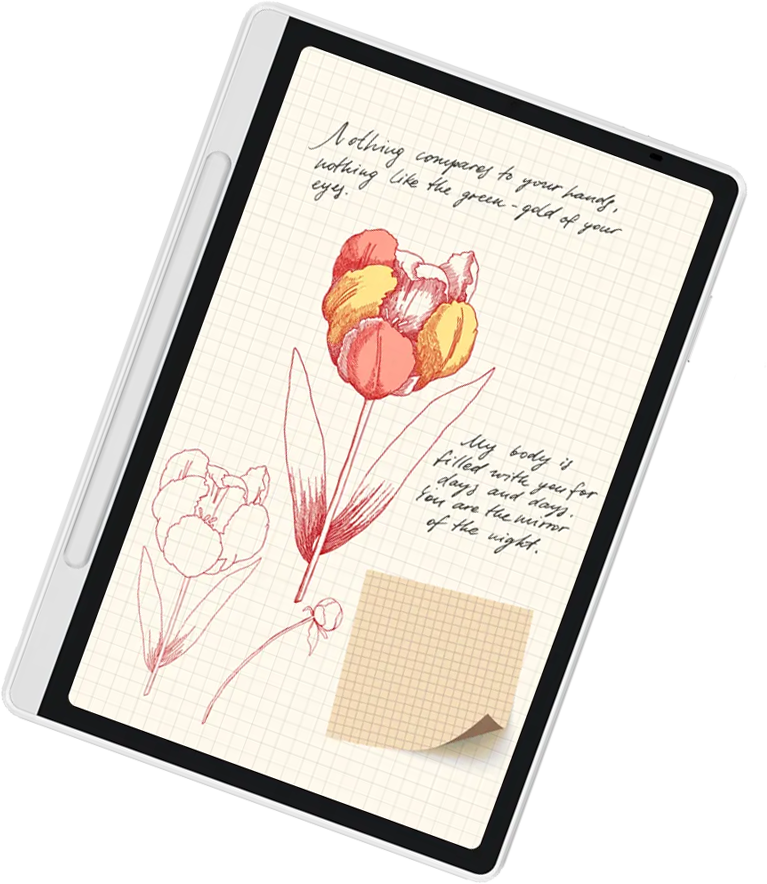 Nothing compares to your hands,
nothing like the green-gold of your
eyes.
My body is
filled with you for
days and days.
You are the mirror
of the night.